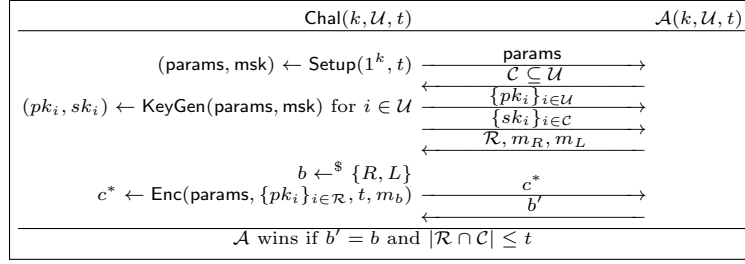 Chal(k, 𝒰, t) 𝒜(k, 𝒰, t)
(params, msk) ← Setup(1^k, t) params
𝒞 ⊆ 𝒰
(pk_i, sk_i) ← KeyGen(params, msk) for i ∈ 𝒰 {pk_i}_{i∈𝒰}
{sk_i}_{i∈𝒞}
ℛ, m_R, m_L
b ←^$ {R, L}
c* ← Enc(params, {pk_i}_{i∈ℛ}, t, m_b) c*
b′
𝒜 wins if b′ = b and |ℛ ∩ 𝒞| ≤ t